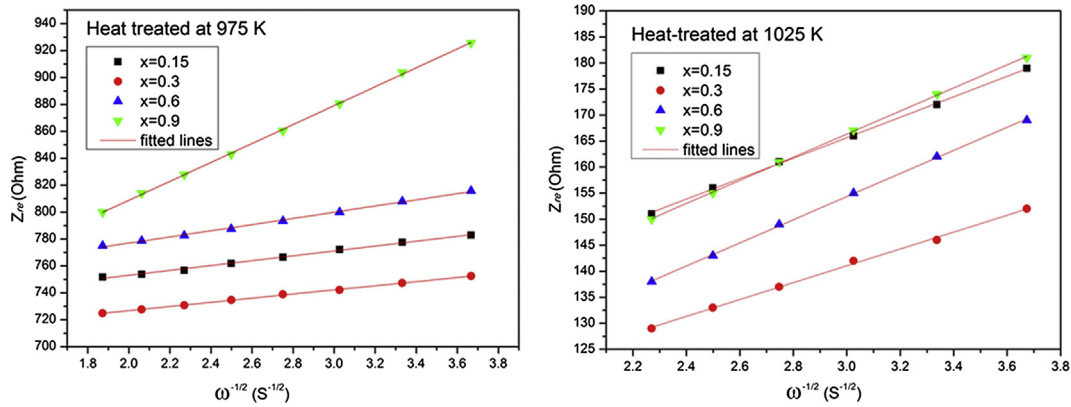 Heat treated at 975 K
x=0.15
x=0.3
x=0.6
x=0.9
fitted lines
Zre (Ohm)
940
920
900
880
860
840
820
800
780
760
740
720
700
1.8 2.0 2.2 2.4 2.6 2.8 3.0 3.2 3.4 3.6 3.8
ω-1/2 (S-1/2)
Heat-treated at 1025 K
x=0.15
x=0.3
x=0.6
x=0.9
fitted lines
Zre (Ohm)
190
185
180
175
170
165
160
155
150
145
140
135
130
125
2.2 2.4 2.6 2.8 3.0 3.2 3.4 3.6 3.8
ω-1/2 (S-1/2)